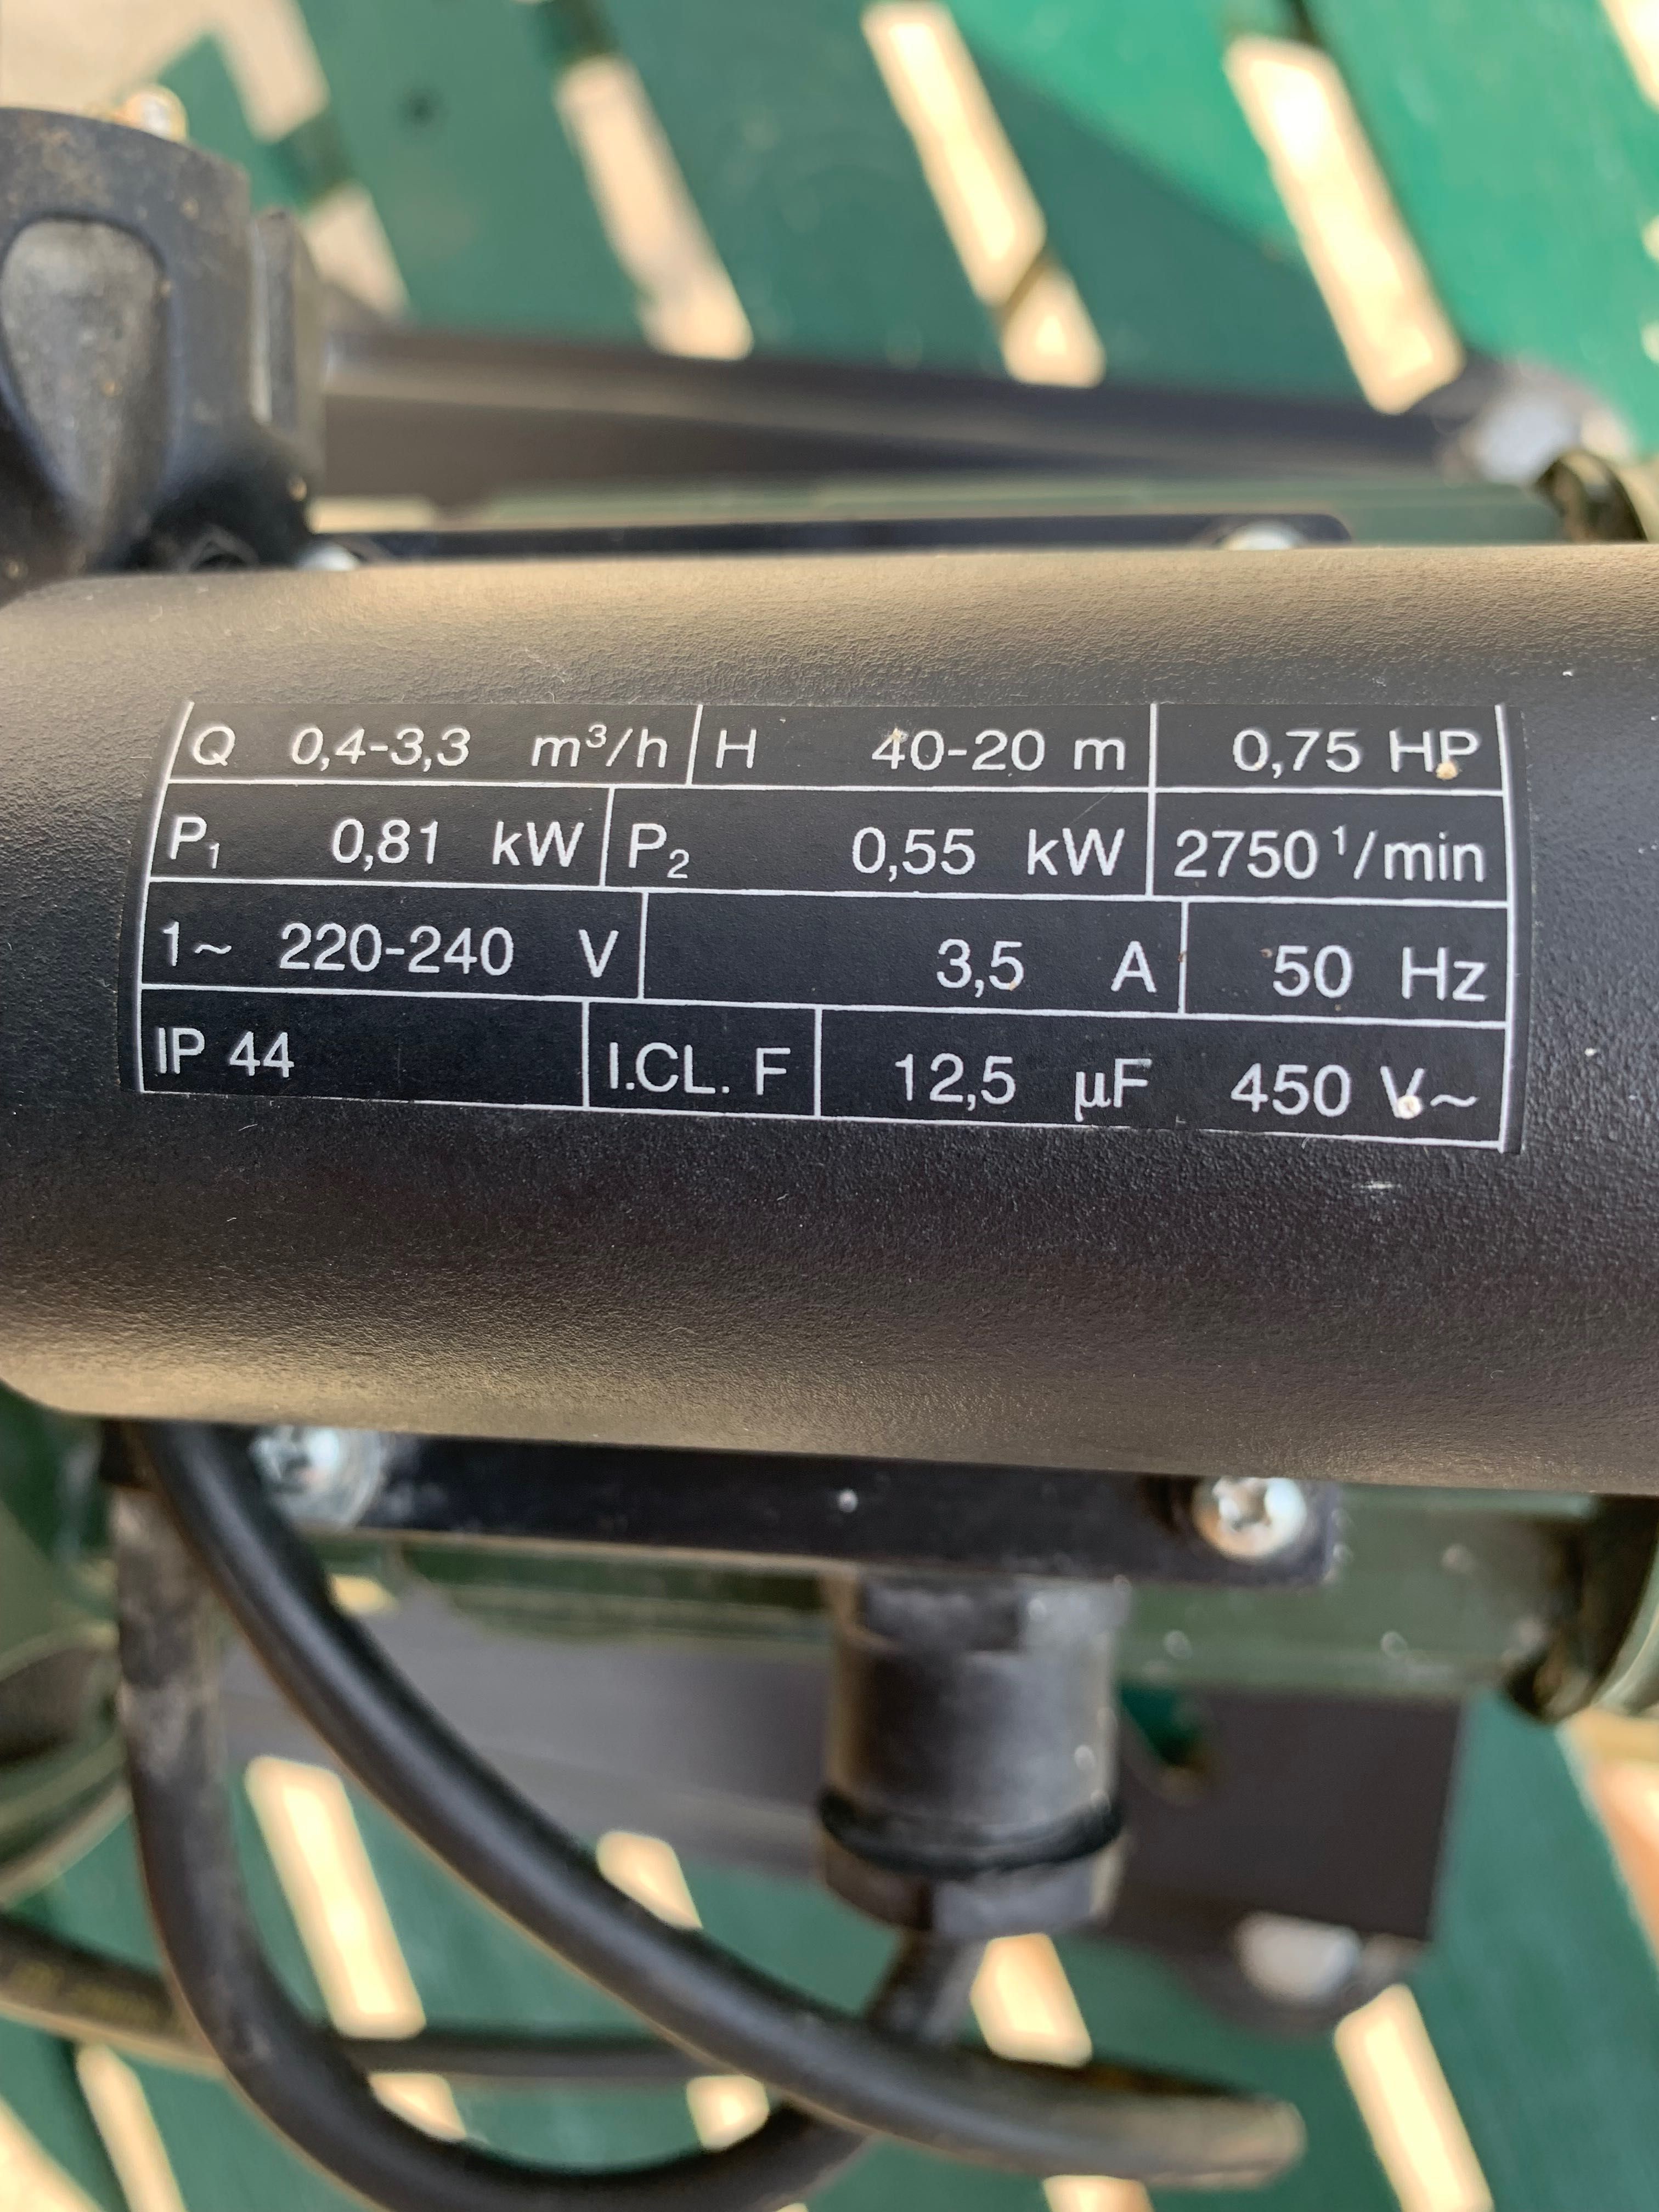 Q 0,4-3,3 m³/h H 40-20 m 0,75 HP
P₁ 0,81 kW P₂ 0,55 kW 2750 ¹/min
1~ 220-240 V 3,5 A 50 Hz
IP 44 I.CL. F 12,5 µF 450 V~